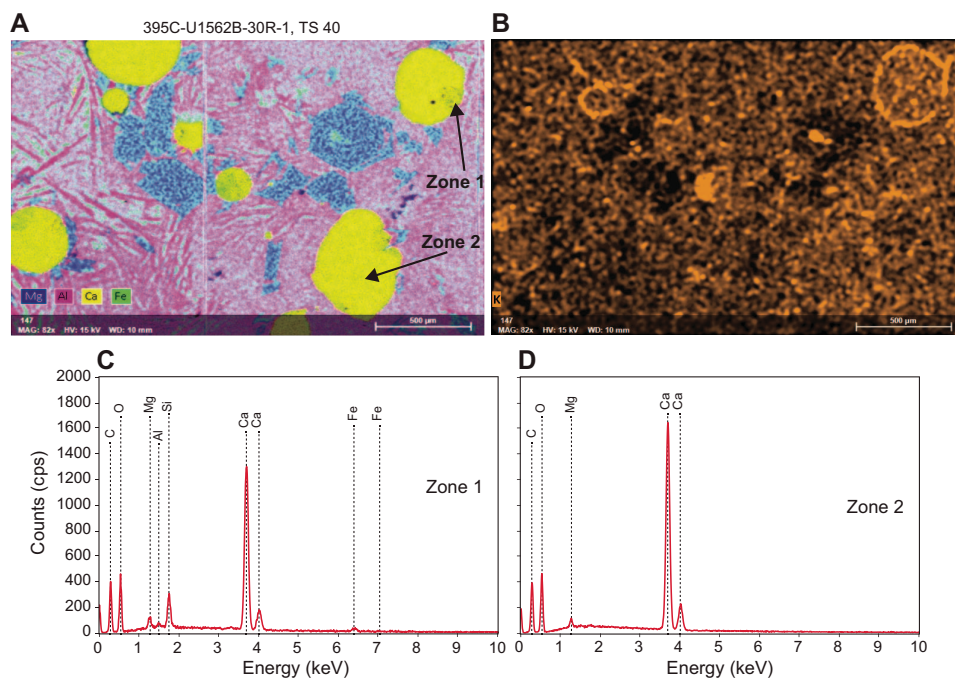 A
395C-U1562B-30R-1, TS 40
Zone 1
Zone 2
Mg Al Ca Fe
147
MAG: 82x HV: 15 kV WD: 10 mm
500 µm
B
K
147
MAG: 82x HV: 15 kV WD: 10 mm
500 µm
C
Counts (cps)
2000
1800
1600
1400
1200
1000
800
600
400
200
0
C
O
Mg
Al
Si
Ca
Ca
Fe
Fe
Zone 1
0 1 2 3 4 5 6 7 8 9 10
Energy (keV)
D
C
O
Mg
Ca
Ca
Zone 2
0 1 2 3 4 5 6 7 8 9 10
Energy (keV)